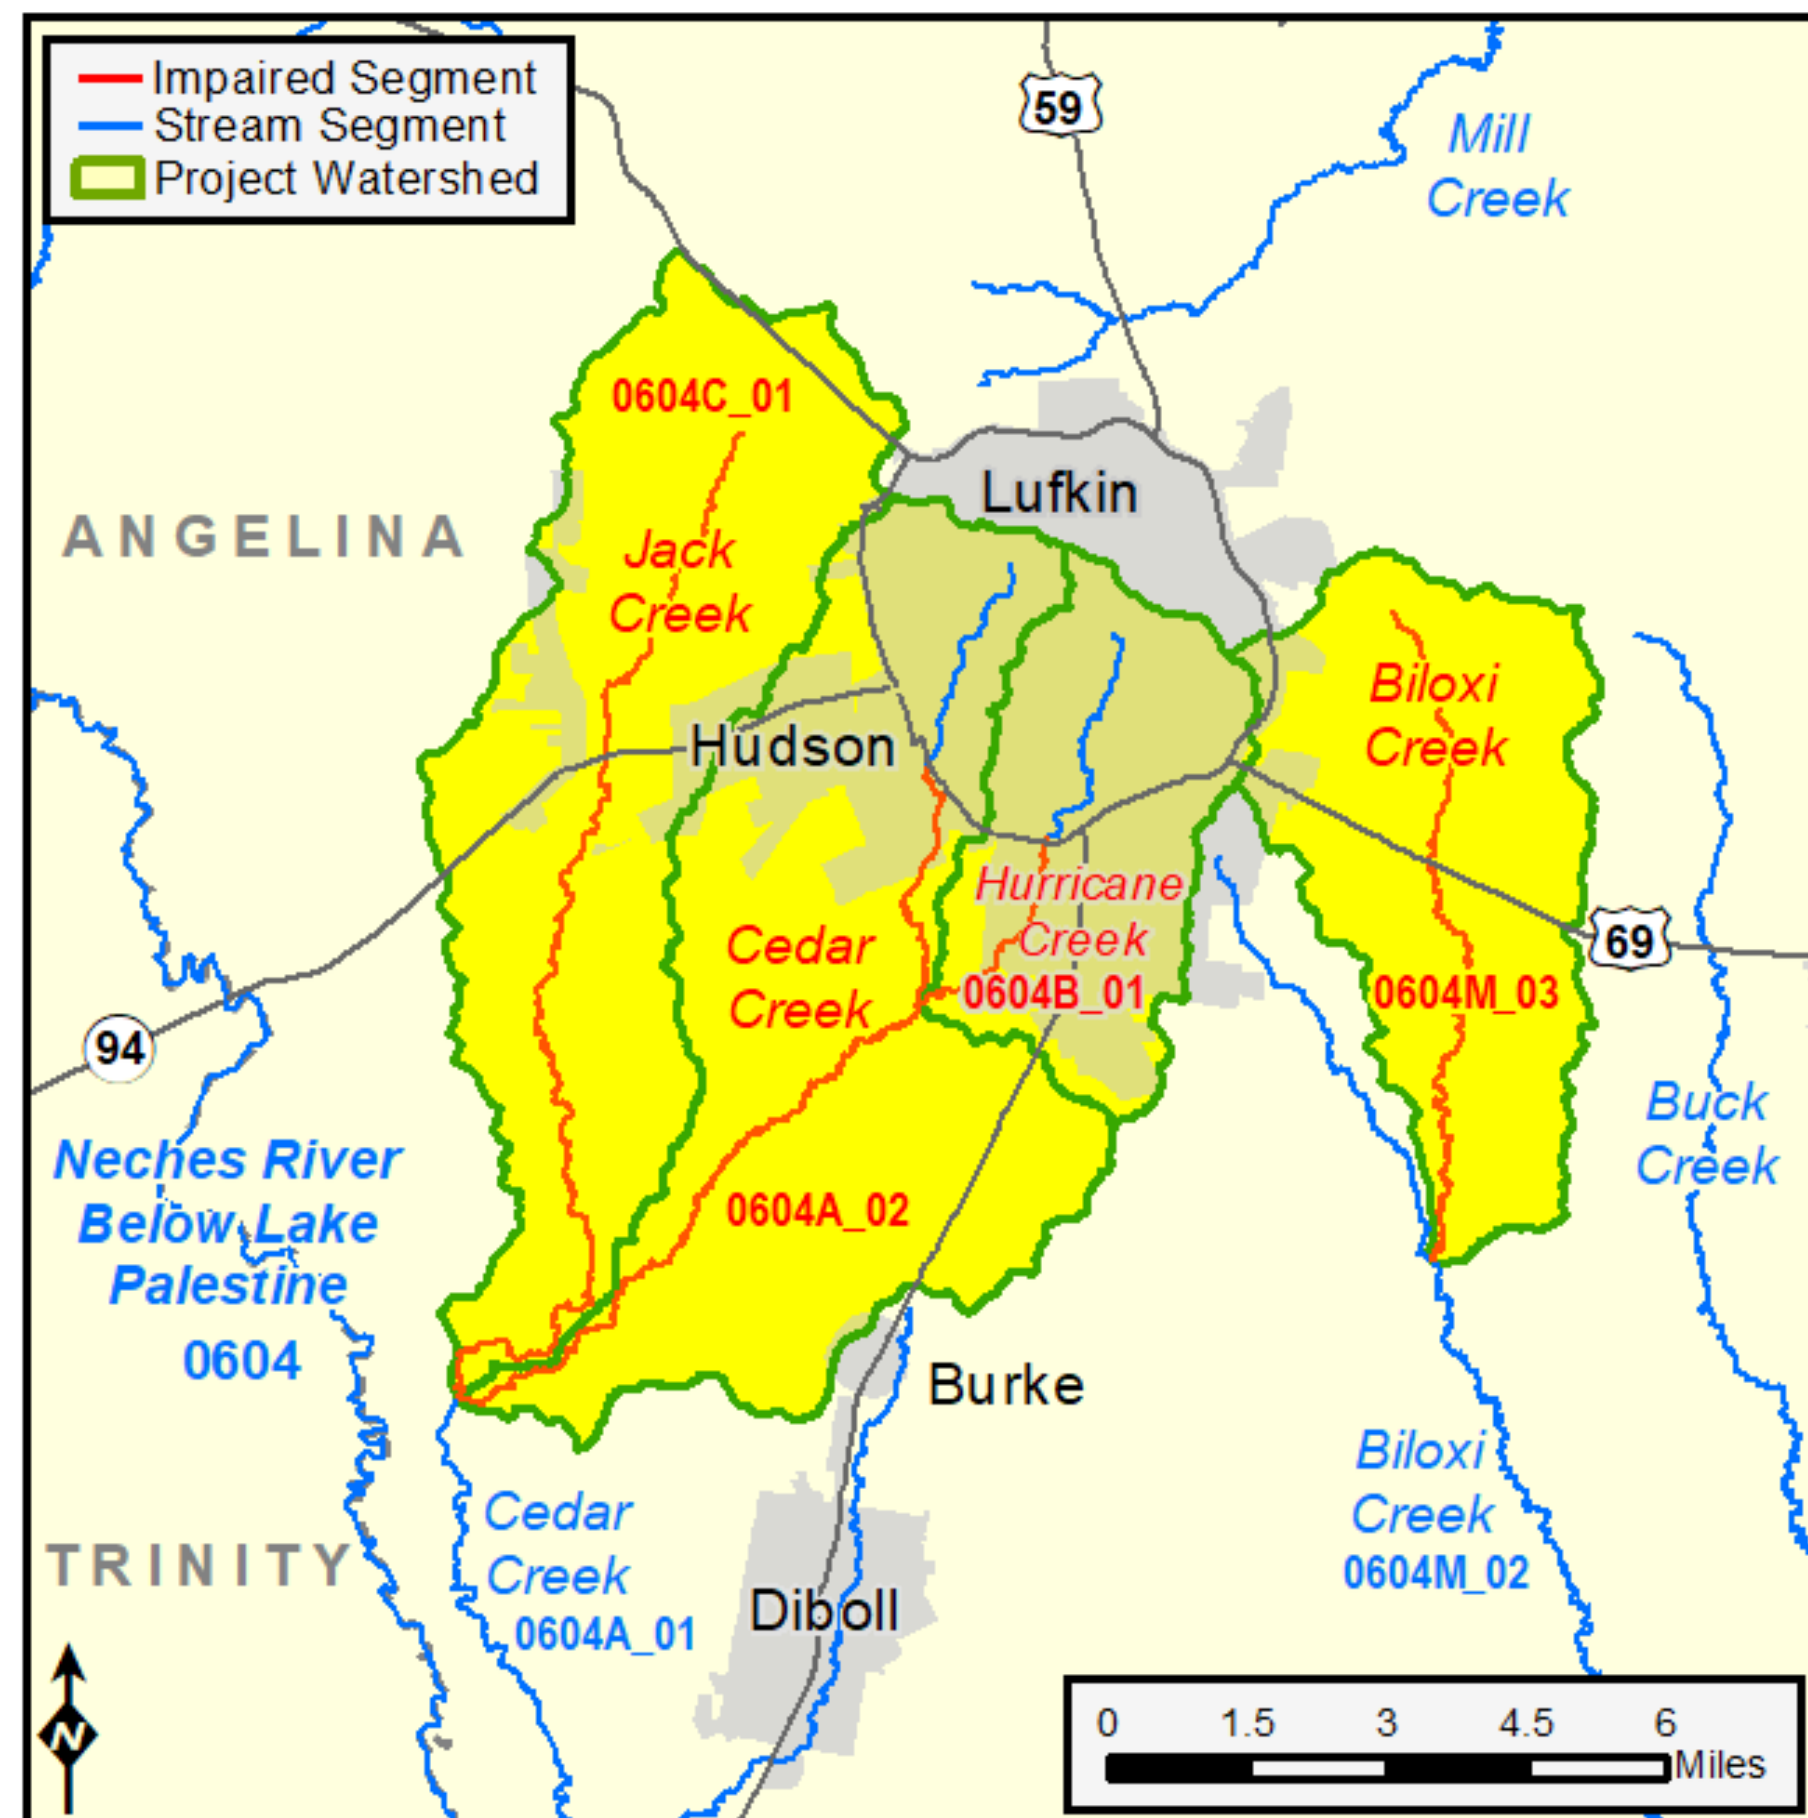 Impaired Segment
Stream Segment
Project Watershed
59
Mill
Creek
0604C_01
Lufkin
ANGELINA
Jack
Creek
Biloxi
Creek
Hudson
Hurricane
Creek
0604B_01
Cedar
Creek
69
0604M_03
94
Buck
Creek
Neches River
Below Lake
Palestine
0604
0604A_02
Burke
Biloxi
Creek
0604M_02
Cedar
Creek
0604A_01
TRINITY
Diboll
N
0 1.5 3 4.5 6
Miles